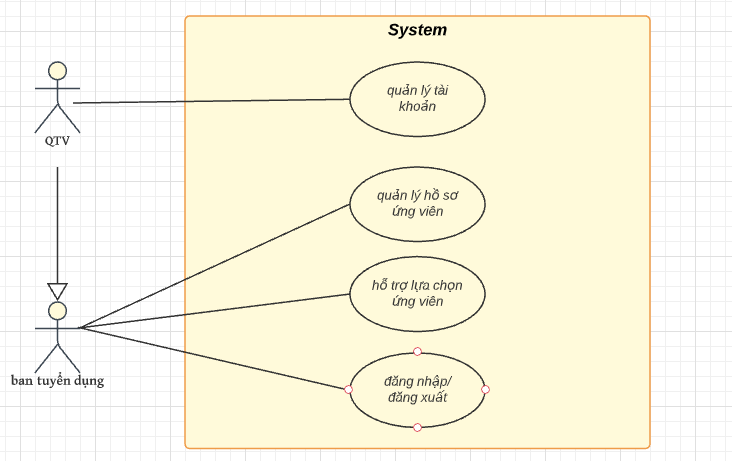 System
quản lý tài
khoản
QTV
quản lý hồ sơ
ứng viên
hỗ trợ lựa chọn
ứng viên
ban tuyển dụng
đăng nhập/
đăng xuất